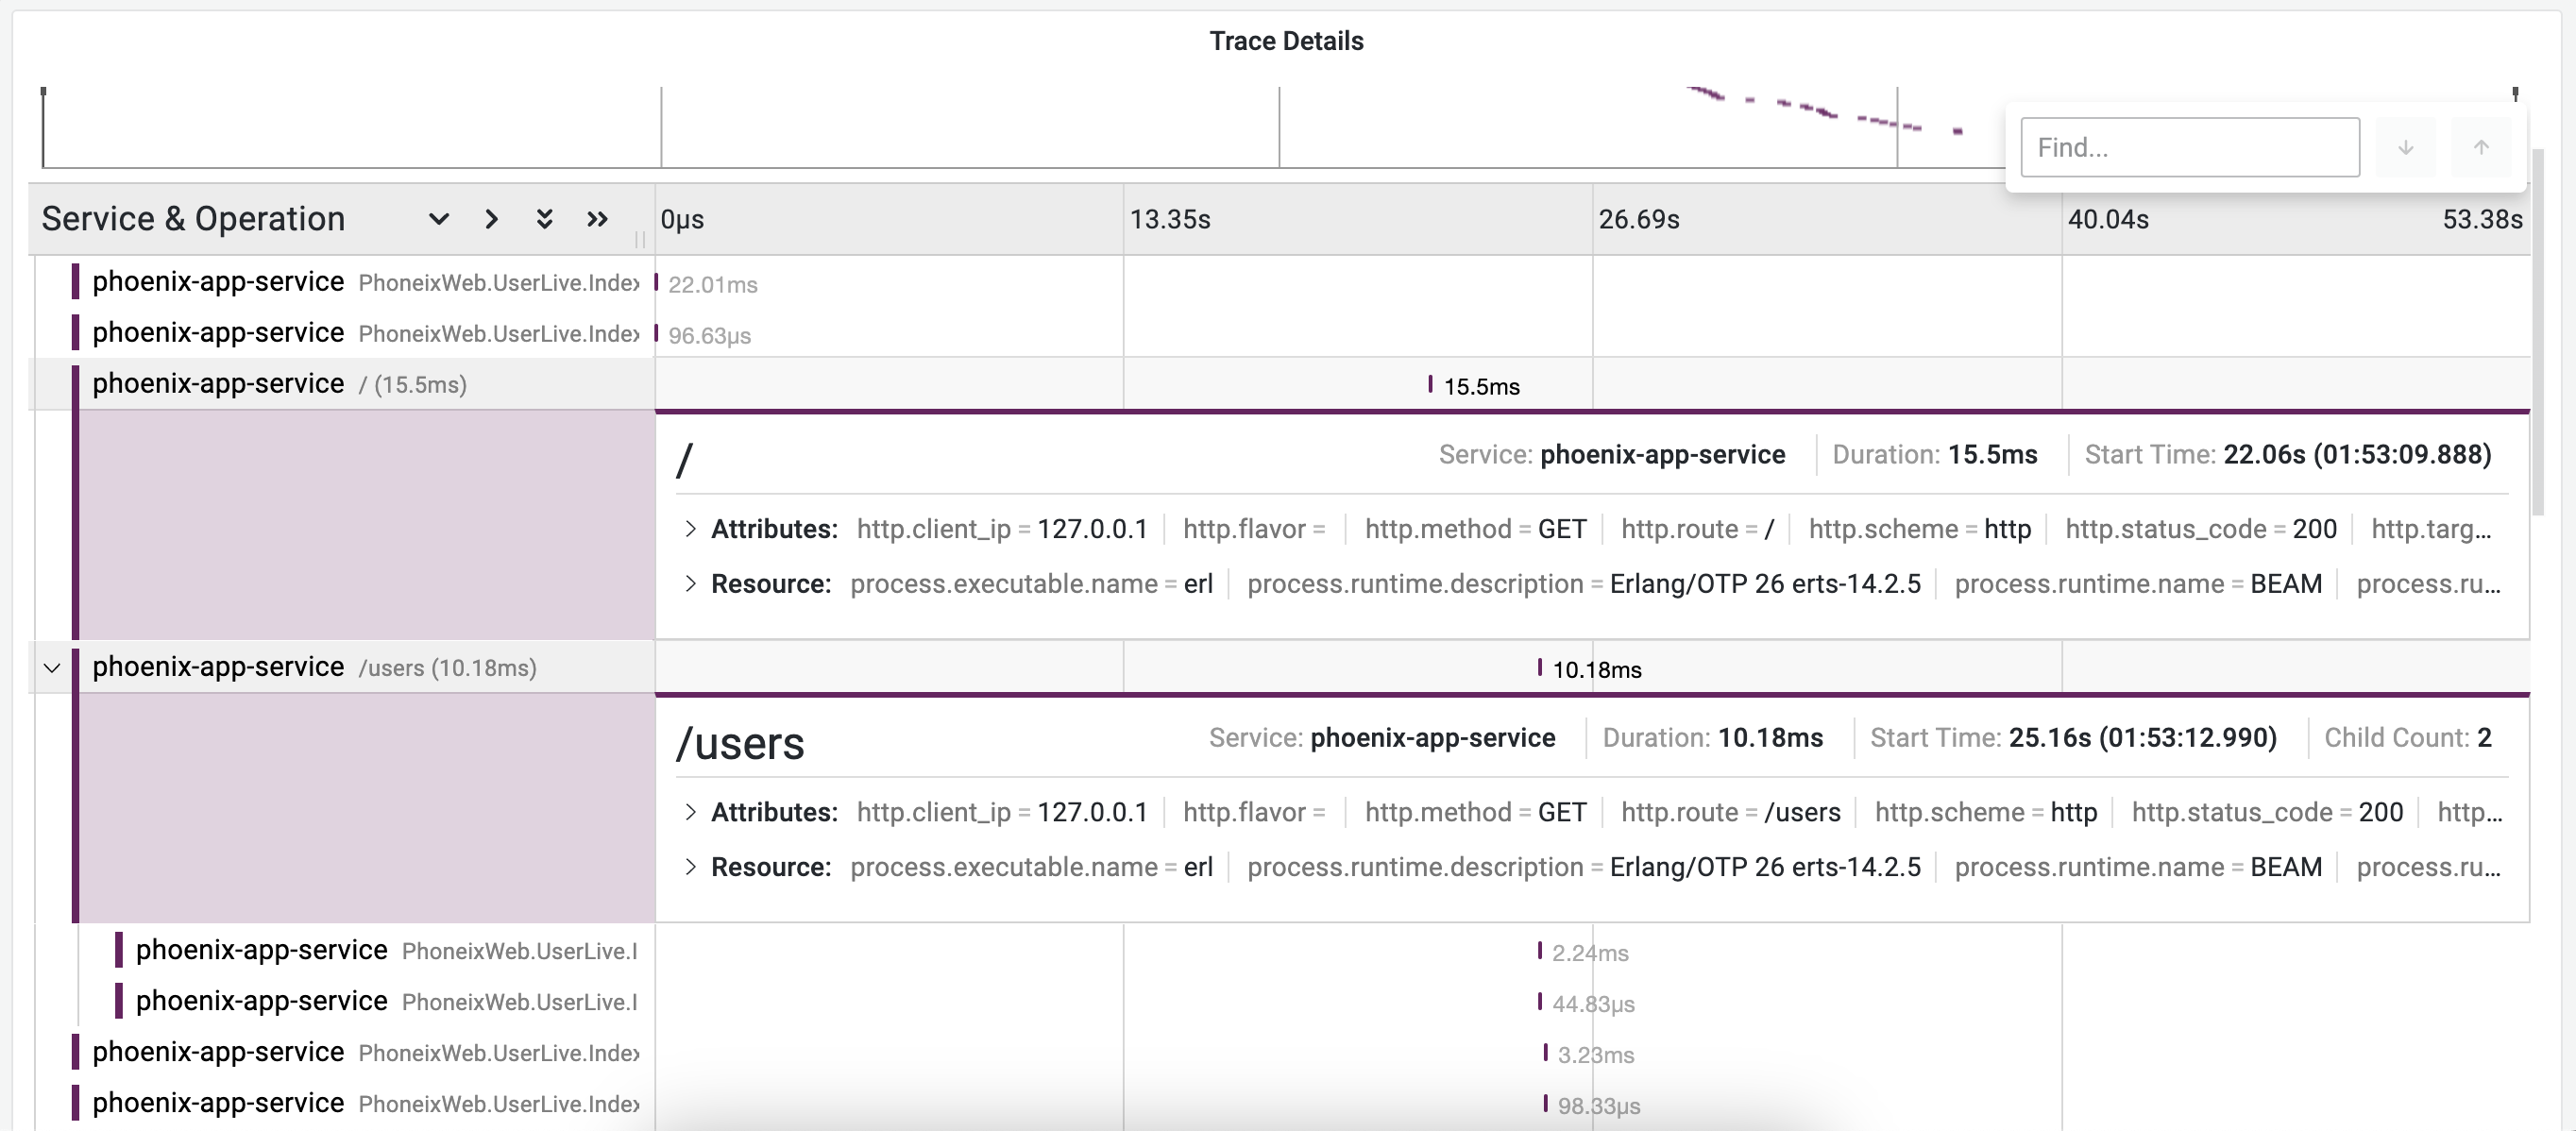 Trace Details
Find...
Service & Operation 0μs 13.35s 26.69s 40.04s 53.38s
phoenix-app-service PhoneixWeb.UserLive.Index 22.01ms
phoenix-app-service PhoneixWeb.UserLive.Index 96.63μs
phoenix-app-service / (15.5ms) 15.5ms
/ Service: phoenix-app-service Duration: 15.5ms Start Time: 22.06s (01:53:09.888)
Attributes: http.client_ip = 127.0.0.1 http.flavor = http.method = GET http.route = / http.scheme = http http.status_code = 200 http.targ...
Resource: process.executable.name = erl process.runtime.description = Erlang/OTP 26 erts-14.2.5 process.runtime.name = BEAM process.ru...
phoenix-app-service /users (10.18ms) 10.18ms
/users Service: phoenix-app-service Duration: 10.18ms Start Time: 25.16s (01:53:12.990) Child Count: 2
Attributes: http.client_ip = 127.0.0.1 http.flavor = http.method = GET http.route = /users http.scheme = http http.status_code = 200 http...
Resource: process.executable.name = erl process.runtime.description = Erlang/OTP 26 erts-14.2.5 process.runtime.name = BEAM process.ru...
phoenix-app-service PhoneixWeb.UserLive.I 2.24ms
phoenix-app-service PhoneixWeb.UserLive.I 44.83μs
phoenix-app-service PhoneixWeb.UserLive.Index 3.23ms
phoenix-app-service PhoneixWeb.UserLive.Index 98.33μs